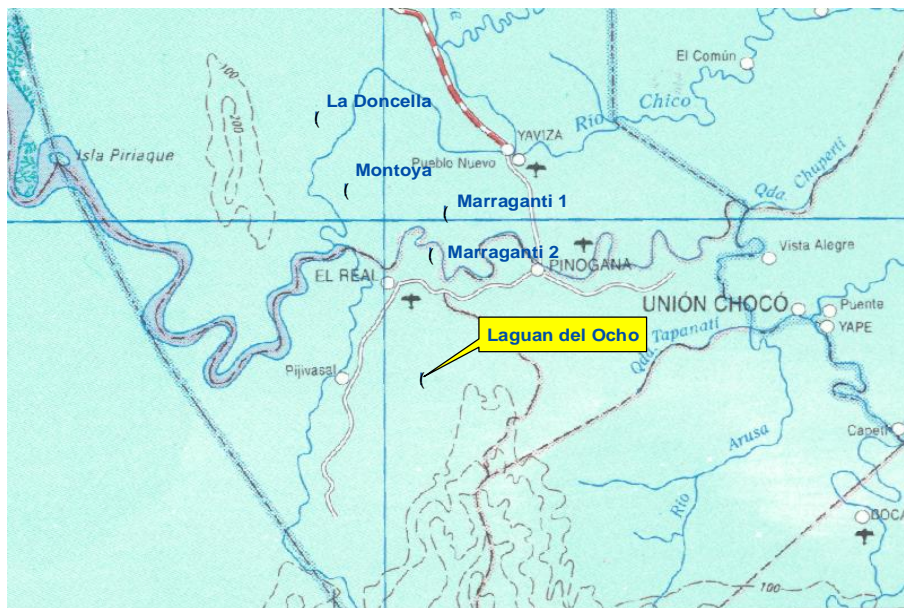 El Común
100
200
La Doncella
Río
Chico
YAVIZA
Pueblo Nuevo
Isla Piriaque
Montoya
Qda. Chuperti
Marraganti 1
Marraganti 2
Vista Alegre
PINOGANA
EL REAL
UNIÓN CHOCÓ
Puente
YAPE
Laguan del Ocho
Qda. Tapanatí
Pijivasal
Arusa
Capetí
Río
BOCA
100